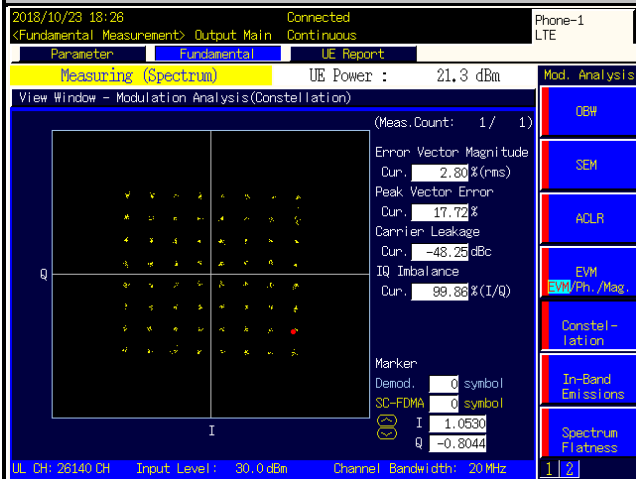 2018/10/23 18:26 Connected Phone-1
<Fundamental Measurement> Output Main Continuous LTE
Parameter Fundamental UE Report
Measuring (Spectrum) UE Power : 21.3 dBm Mod. Analysis
View Window - Modulation Analysis(Constellation)
(Meas.Count: 1/ 1)
OBW
Error Vector Magnitude
Cur. 2.80 %(rms)
SEM
Peak Vector Error
Cur. 17.72 %
ACLR
Carrier Leakage
Cur. -48.25 dBc
IQ Imbalance
Cur. 99.86 %(I/Q)
EVM
EVM/Ph./Mag.
Q
Constel-
lation
Marker
Demod. 0 symbol
SC-FDMA 0 symbol
In-Band
Emissions
I 1.0530
Q -0.8044
I
Spectrum
Flatness
UL CH: 26140 CH Input Level: 30.0 dBm Channel Bandwidth: 20 MHz 1 2